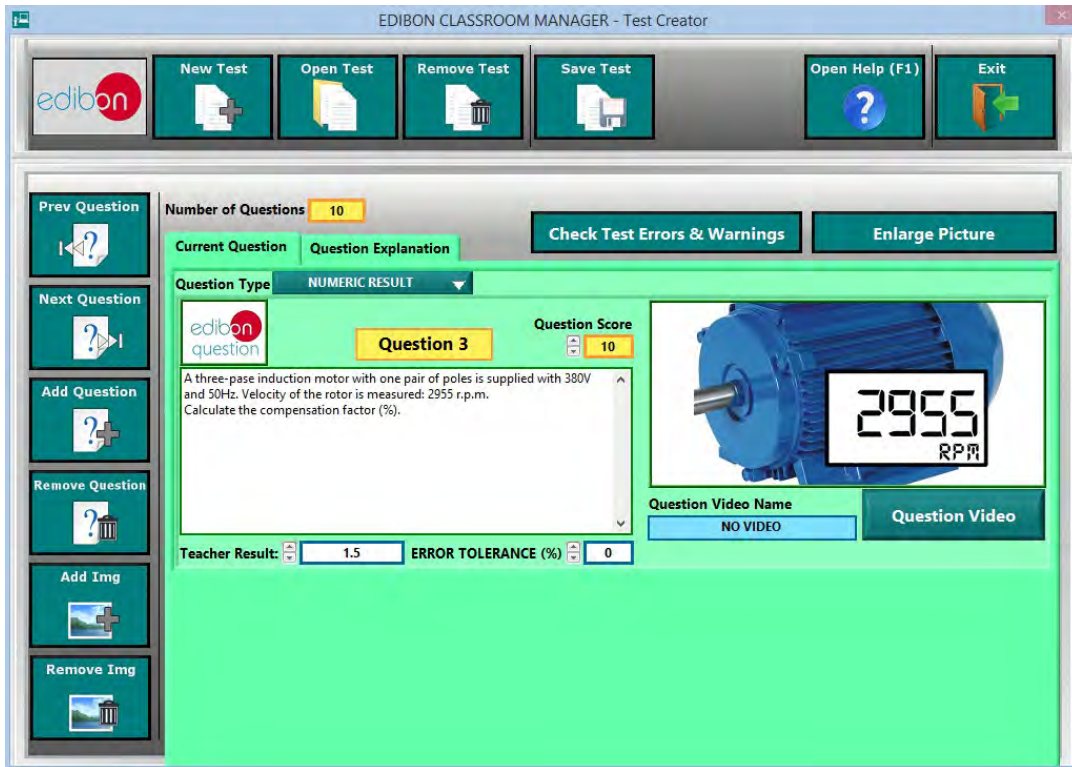 EDIBON CLASSROOM MANAGER - Test Creator
edibon
New Test
Open Test
Remove Test
Save Test
Open Help (F1)
Exit
Prev Question
Next Question
Add Question
Remove Question
Add Img
Remove Img
Number of Questions 10
Check Test Errors & Warnings
Enlarge Picture
Current Question
Question Explanation
Question Type NUMERIC RESULT
edibon
question
Question 3
Question Score
10
A three-pase induction motor with one pair of poles is supplied with 380V
and 50Hz. Velocity of the rotor is measured: 2955 r.p.m.
Calculate the compensation factor (%).
Teacher Result: 1.5 ERROR TOLERANCE (%) 0
2955
RPM
Question Video Name
NO VIDEO
Question Video